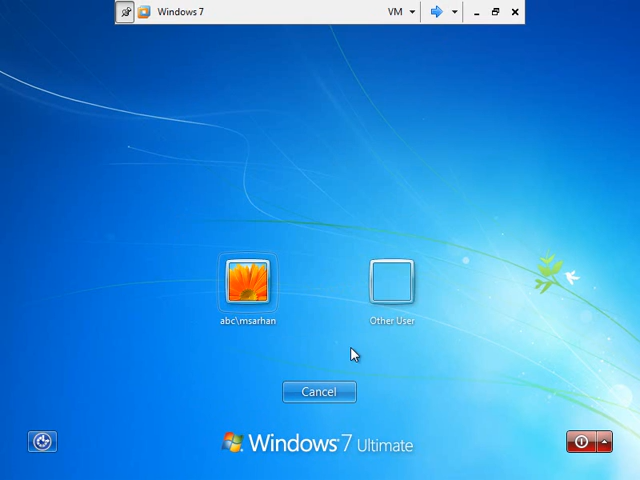 Windows 7
VM
abc\msarhan
Other User
Cancel
Windows 7 Ultimate